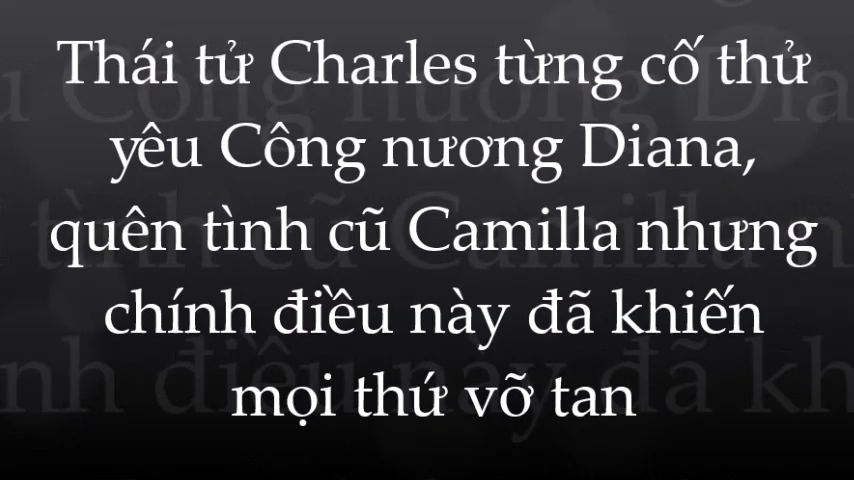 Thái tử Charles từng cố thử
yêu Công nương Diana,
quên tình cũ Camilla nhưng
chính điều này đã khiến
mọi thứ vỡ tan